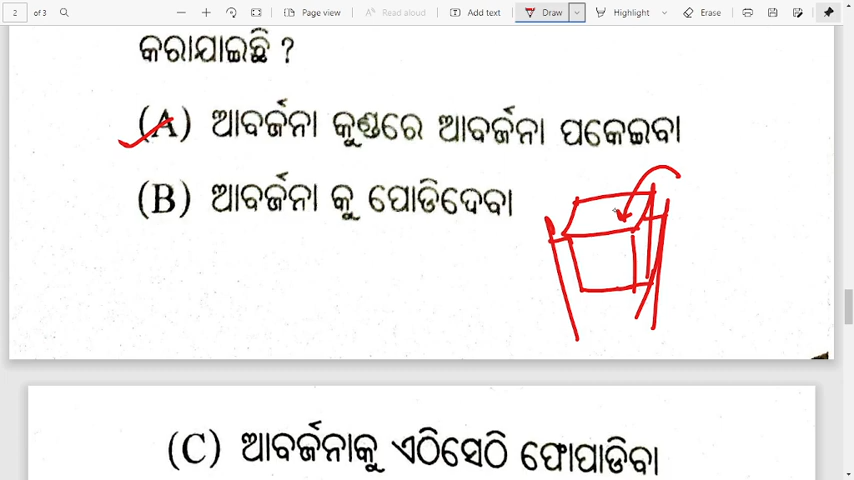 2 of 3 Page view Read aloud Add text Draw Highlight Erase
କରାଯାଇଛି ?
(A) ଆବର୍ଜନା କୁଣ୍ଡରେ ଆବର୍ଜନା ପକେଇବା
(B) ଆବର୍ଜନା କୁ ପୋଡିଦେବା
(C) ଆବର୍ଜନାକୁ ଏଠିସେଠି ଫୋପାଡିବା